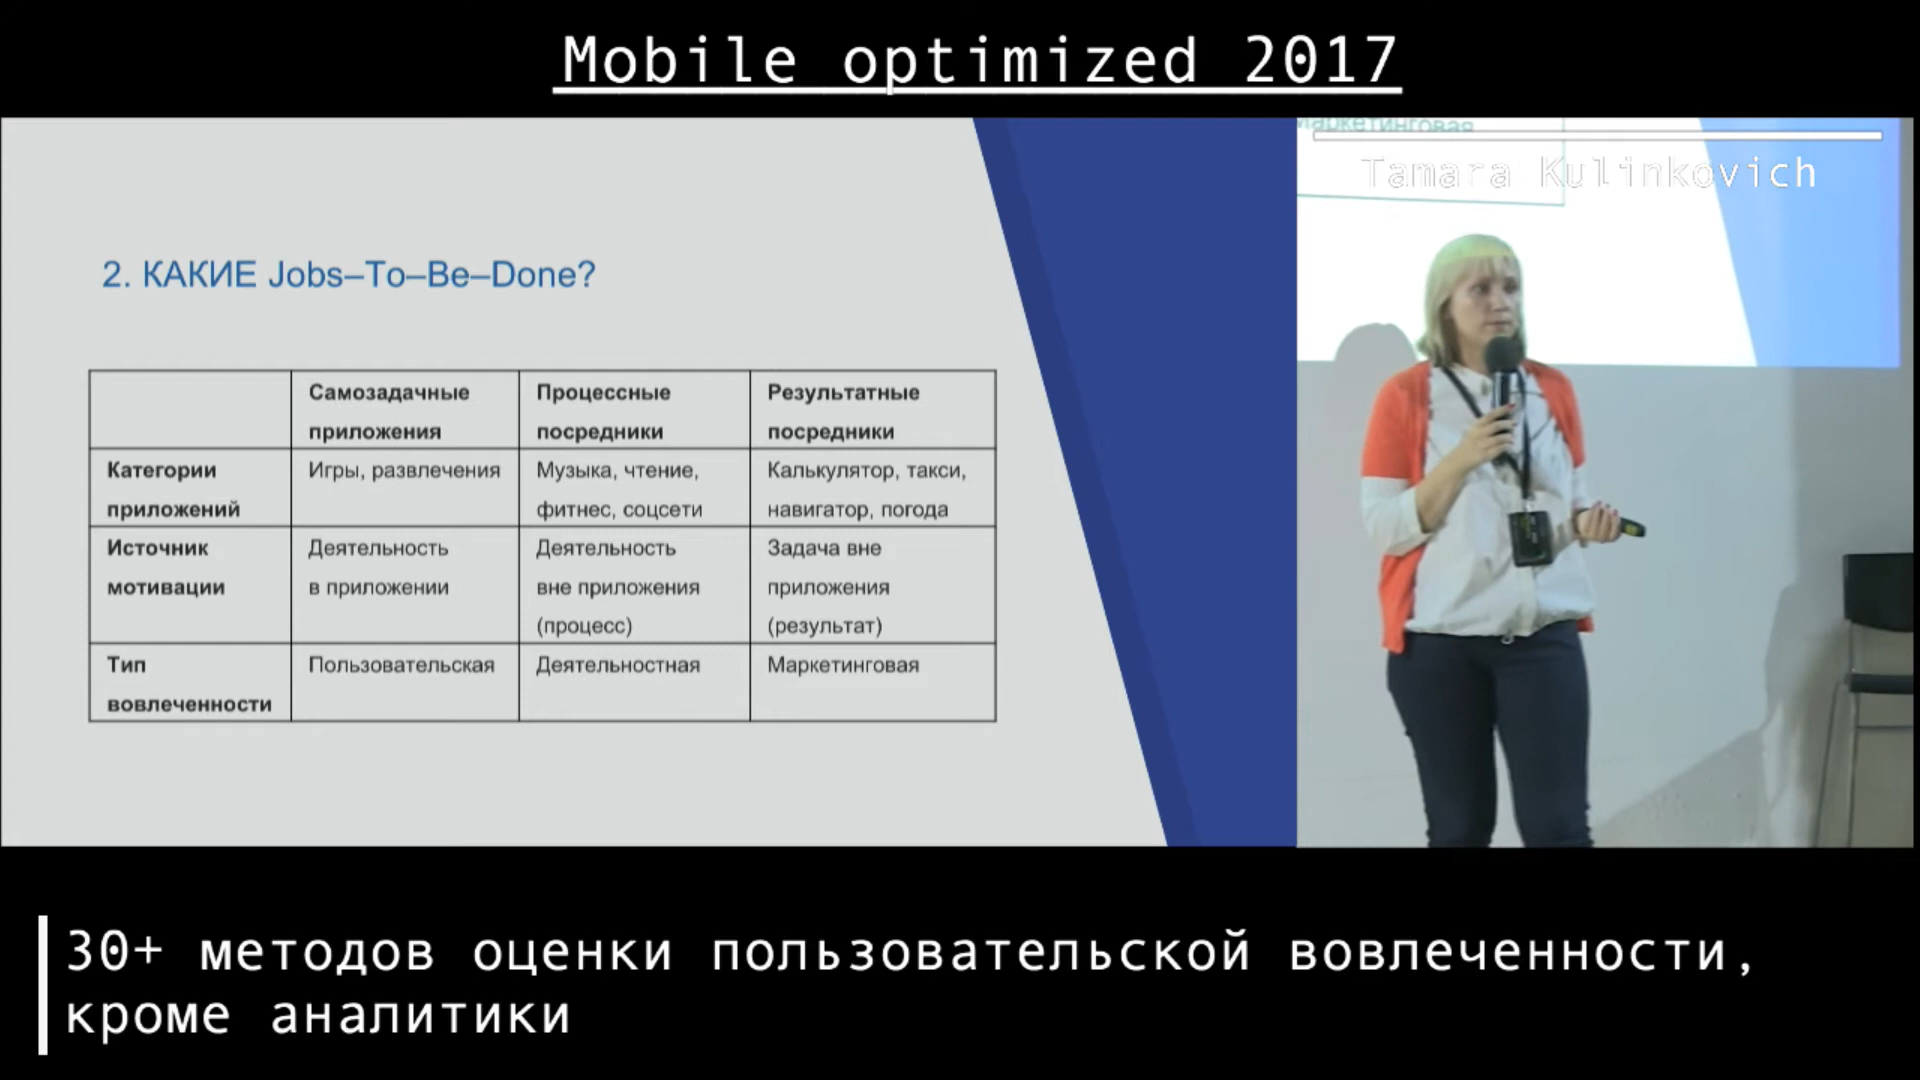 Mobile optimized 2017
Маркетинговая
Tamara Kulinkovich
2. КАКИЕ Jobs–To–Be–Done?
Самозадачные приложения
Процессные посредники
Результатные посредники
Категории приложений
Игры, развлечения
Музыка, чтение, фитнес, соцсети
Калькулятор, такси, навигатор, погода
Источник мотивации
Деятельность в приложении
Деятельность вне приложения (процесс)
Задача вне приложения (результат)
Тип вовлеченности
Пользовательская
Деятельностная
Маркетинговая
30+ методов оценки пользовательской вовлеченности,
кроме аналитики